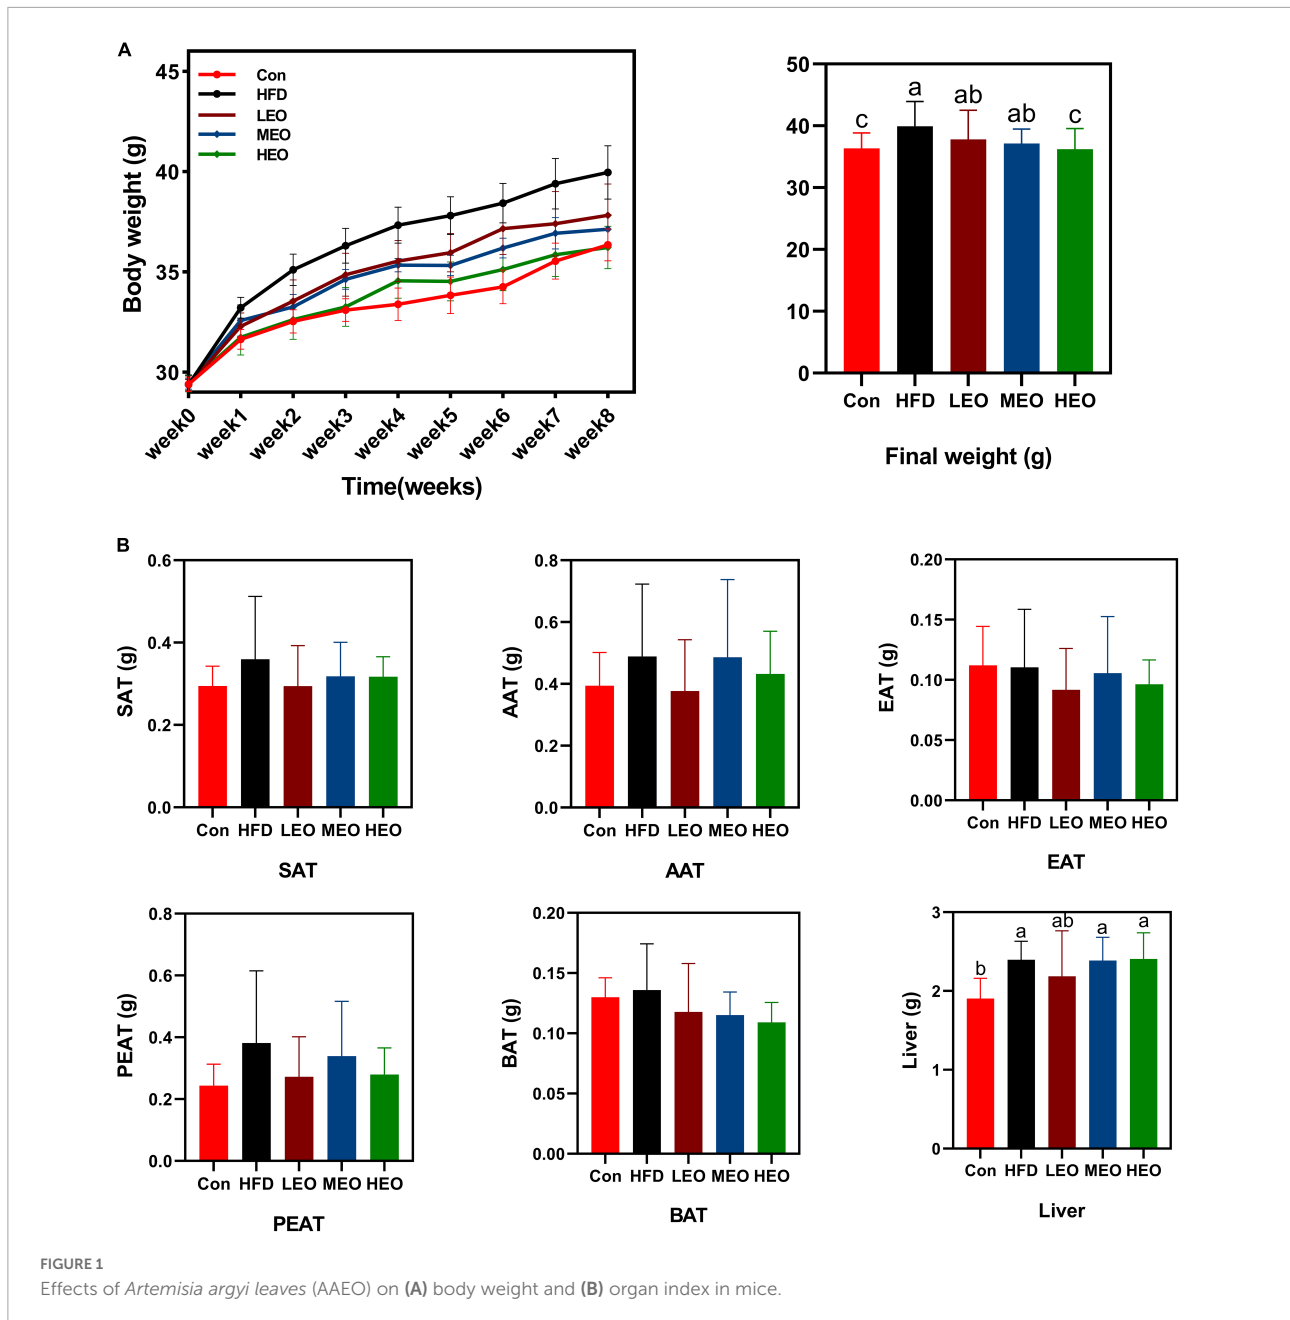 A
45
40
35
30
Body weight (g)
Con
HFD
LEO
MEO
HEO
week0 week1 week2 week3 week4 week5 week6 week7 week8
Time(weeks)
50
40
30
20
10
0
c a ab ab c
Con HFD LEO MEO HEO
Final weight (g)
B
0.6
0.4
0.2
0.0
SAT (g)
Con HFD LEO MEO HEO
SAT
0.8
0.6
0.4
0.2
0.0
AAT (g)
Con HFD LEO MEO HEO
AAT
0.20
0.15
0.10
0.05
0.00
EAT (g)
Con HFD LEO MEO HEO
EAT
0.8
0.6
0.4
0.2
0.0
PEAT (g)
Con HFD LEO MEO HEO
PEAT
0.20
0.15
0.10
0.05
0.00
BAT (g)
Con HFD LEO MEO HEO
BAT
3
2
1
0
Liver (g)
b a ab a a
Con HFD LEO MEO HEO
Liver
FIGURE 1
Effects of Artemisia argyi leaves (AAEO) on (A) body weight and (B) organ index in mice.